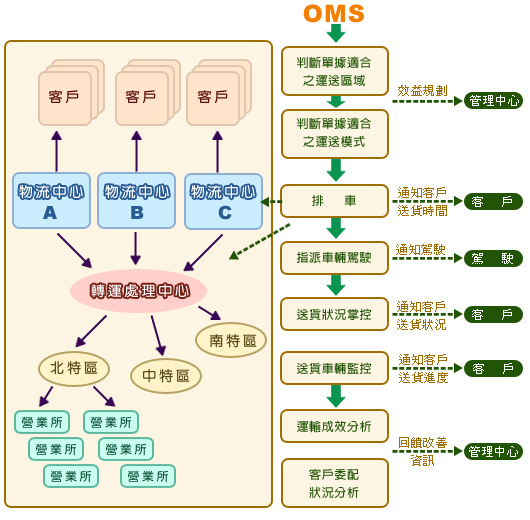 OMS
客戶
客戶
客戶
物流中心
A
物流中心
B
物流中心
C
轉運處理中心
北特區
中特區
南特區
營業所
營業所
營業所
營業所
營業所
營業所
判斷單據適合
之運送區域
判斷單據適合
之運送模式
排 車
指派車輛駕駛
送貨狀況掌控
送貨車輛監控
運輸成效分析
客戶委配
狀況分析
效益規劃
管理中心
通知客戶
送貨時間
客 戶
通知駕駛
駕 駛
通知客戶
送貨狀況
客 戶
通知客戶
送貨進度
客 戶
回饋改善
資訊
管理中心